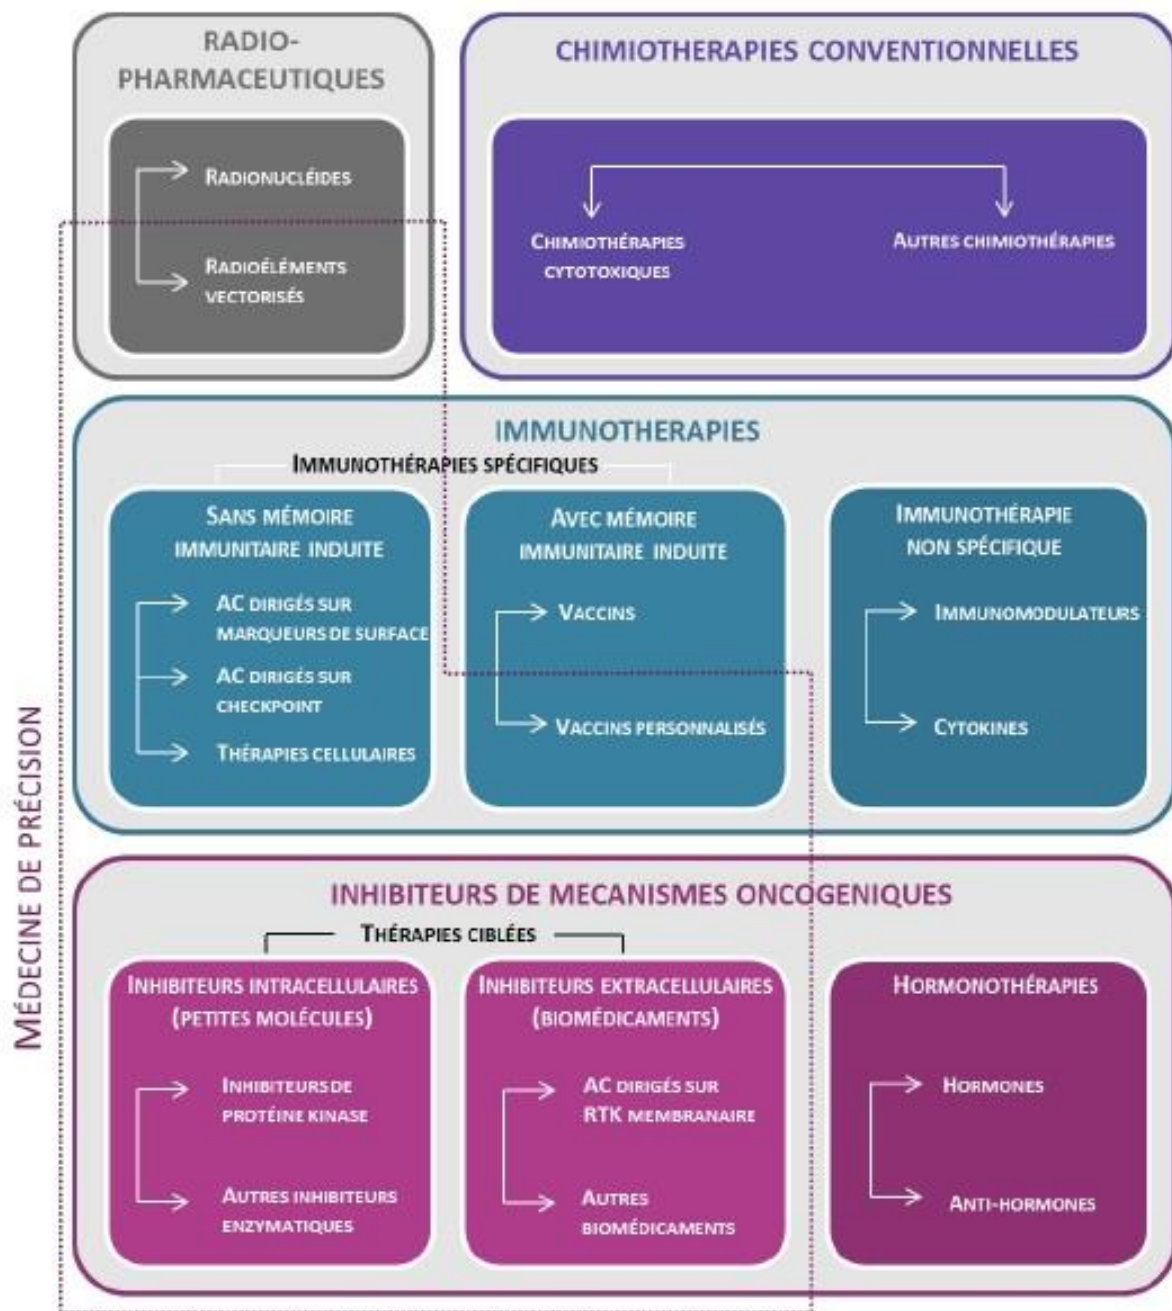 RADIO-
PHARMACEUTIQUES
RADIONUCLÉIDES
RADIOÉLÉMENTS
VECTORISÉS
CHIMIOTHERAPIES CONVENTIONNELLES
CHIMIOTHÉRAPIES
CYTOTOXIQUES
AUTRES CHIMIOTHÉRAPIES
IMMUNOTHERAPIES
IMMUNOTHÉRAPIES SPÉCIFIQUES
SANS MÉMOIRE
IMMUNITAIRE INDUITE
AC DIRIGÉS SUR
MARQUEURS DE SURFACE
AC DIRIGÉS SUR
CHECKPOINT
THÉRAPIES CELLULAIRES
AVEC MÉMOIRE
IMMUNITAIRE INDUITE
VACCINS
VACCINS PERSONNALISÉS
IMMUNOTHÉRAPIE
NON SPÉCIFIQUE
IMMUNOMODULATEURS
CYTOKINES
MÉDECINE DE PRÉCISION
INHIBITEURS DE MECANISMES ONCOGENIQUES
THÉRAPIES CIBLÉES
INHIBITEURS INTRACELLULAIRES
(PETITES MOLÉCULES)
INHIBITEURS DE
PROTÉINE KINASE
AUTRES INHIBITEURS
ENZYMATIQUES
INHIBITEURS EXTRACELLULAIRES
(BIOMÉDICAMENTS)
AC DIRIGÉS SUR
RTK MEMBRANAIRE
AUTRES
BIOMÉDICAMENTS
HORMONOTHÉRAPIES
HORMONES
ANTI-HORMONES